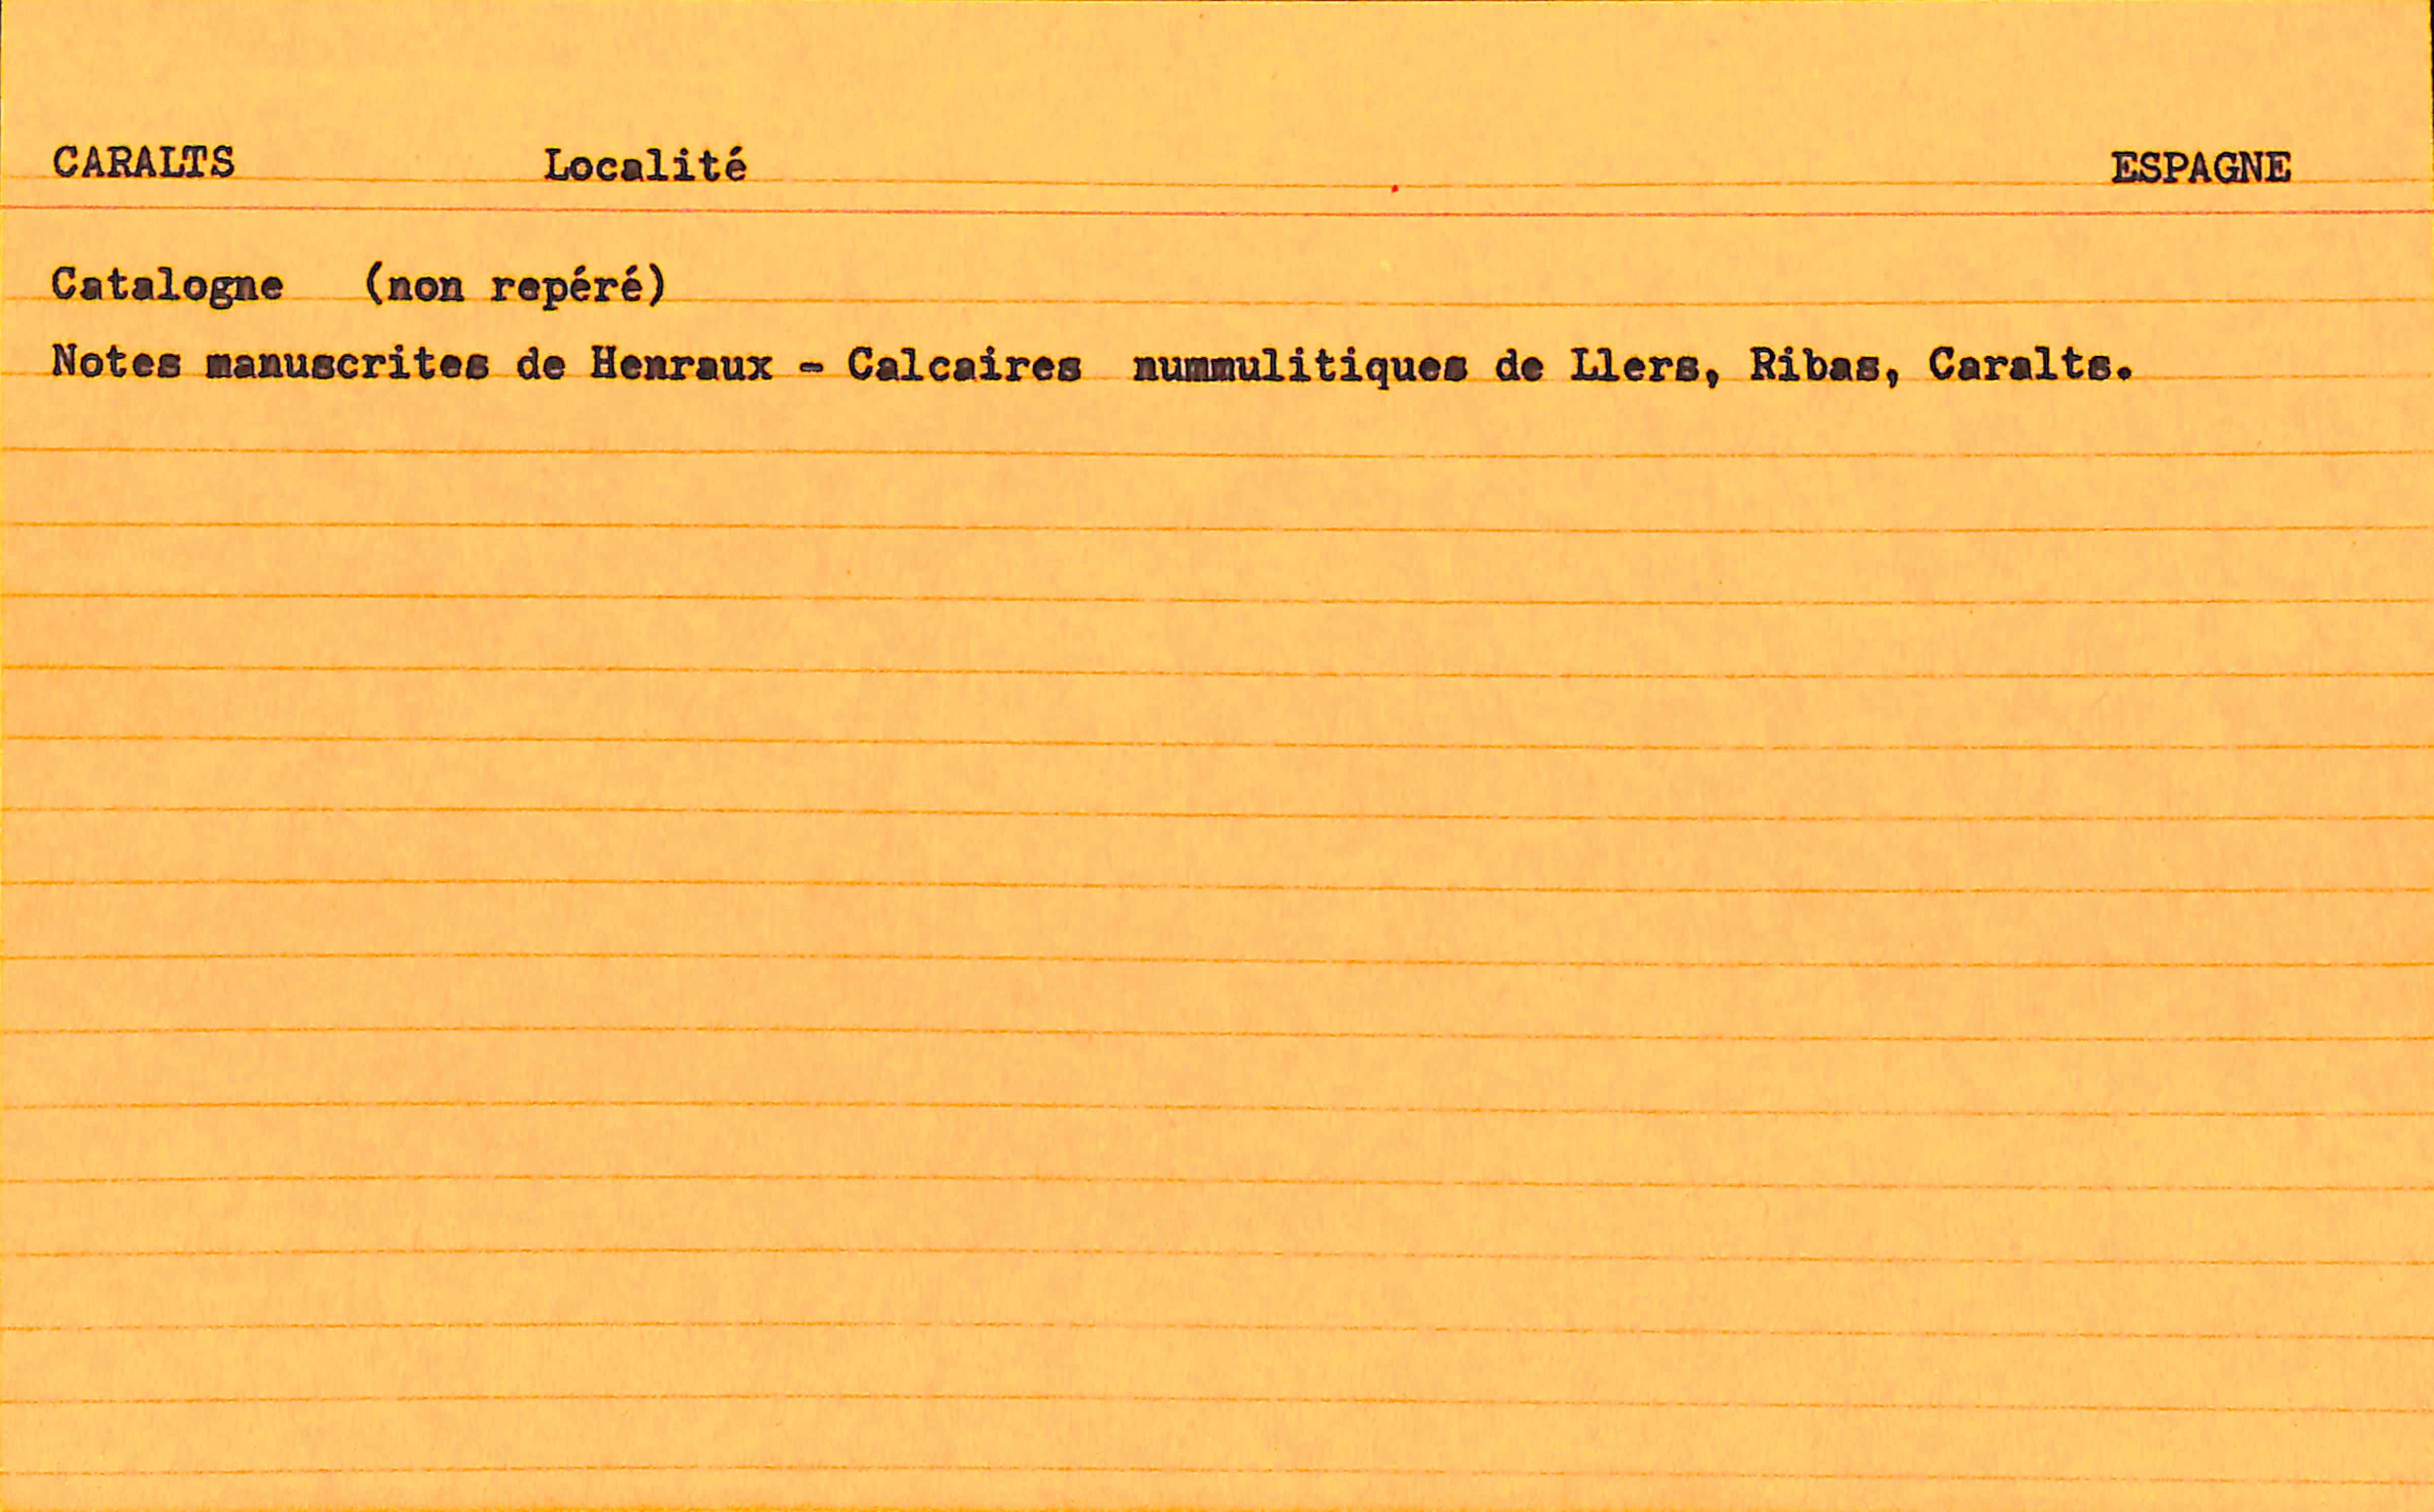 CARALTS Localité ESPAGNE
Catalogne (non repéré)
Notes manuscrites de Henraux - Calcaires nummulitiques de Llers, Ribas, Caralts.